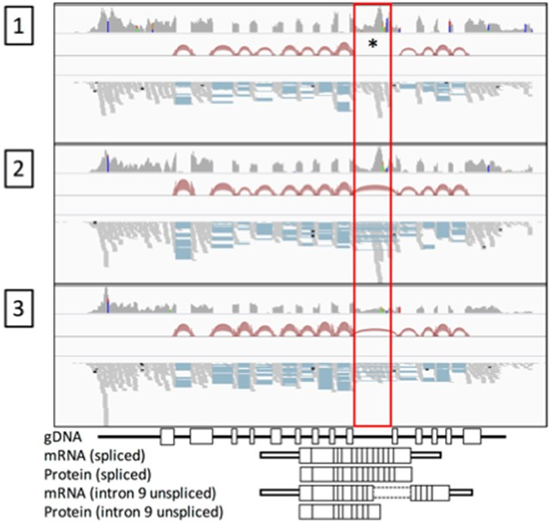 1
*
2
3
gDNA
mRNA (spliced)
Protein (spliced)
mRNA (intron 9 unspliced)
Protein (intron 9 unspliced)